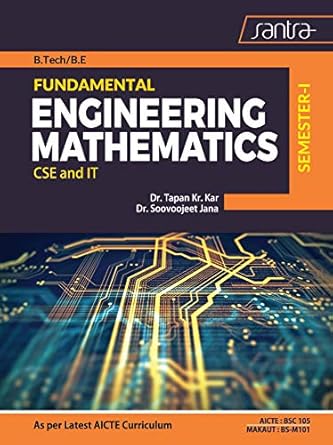 santra
B.Tech/B.E
FUNDAMENTAL
ENGINEERING
MATHEMATICS
CSE and IT
SEMESTER-I
Dr. Tapan Kr. Kar
Dr. Soovoojeet Jana
As per Latest AICTE Curriculum
AICTE : BSC 105
MAKAUT : BS-M101